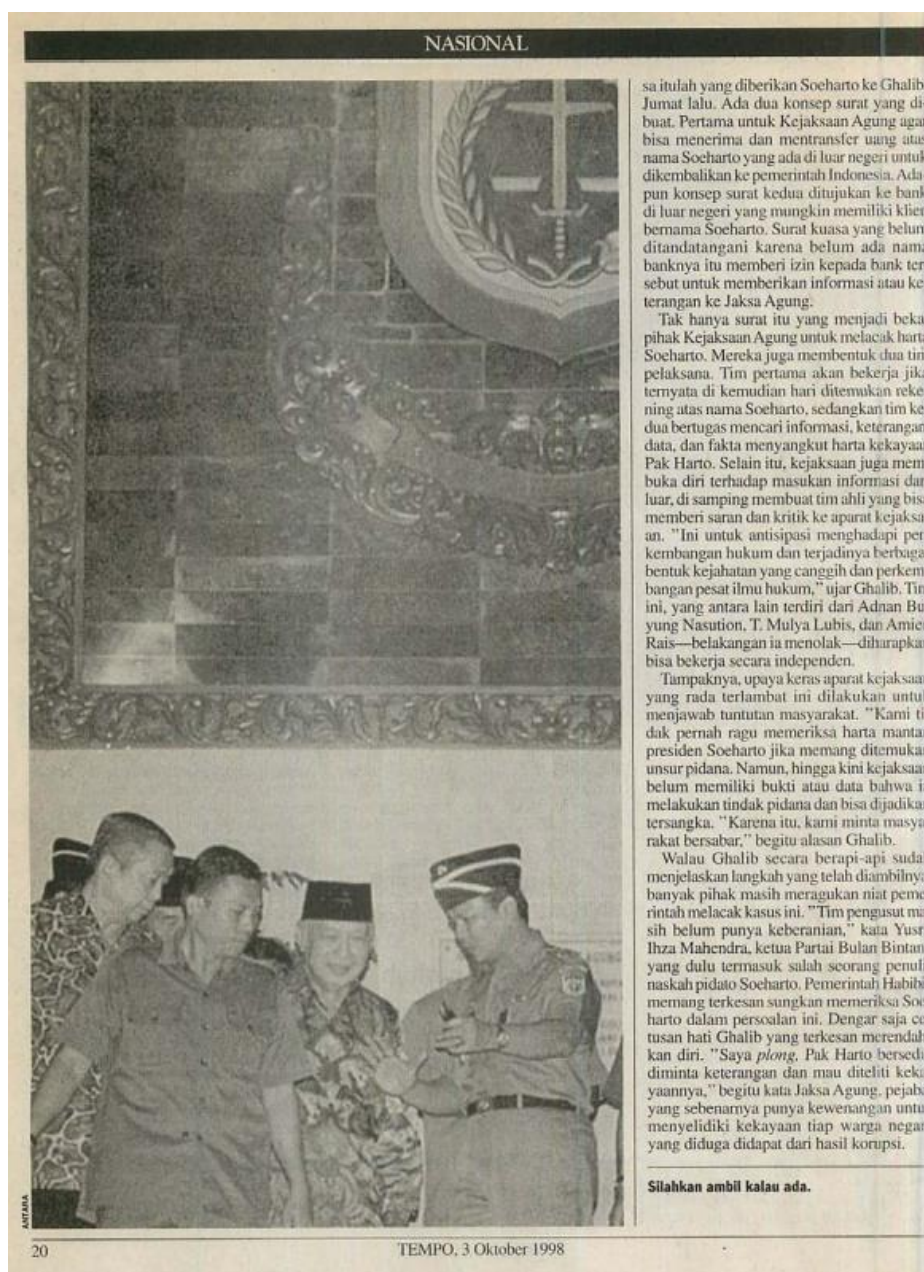 NASIONAL
sa itulah yang diberikan Soeharto ke Ghalib
Jumat lalu. Ada dua konsep surat yang di-
buat. Pertama untuk Kejaksaan Agung aga
bisa menerima dan mentransfer uang atas
nama Soeharto yang ada di luar negeri untuk
dikembalikan ke pemerintah Indonesia. Ada-
pun konsep surat kedua ditujukan ke bank
di luar negeri yang mungkin memiliki klien
bernama Soeharto. Surat kuasa yang belum
ditandatangani karena belum ada nama
banknya itu memberi izin kepada bank ter-
sebut untuk memberikan informasi atau ke-
terangan ke Jaksa Agung.
Tak hanya surat itu yang menjadi beka
pihak Kejaksaan Agung untuk melacak harta
Soeharto. Mereka juga membentuk dua tim
pelaksana. Tim pertama akan bekerja jika
ternyata di kemudian hari ditemukan reke-
ning atas nama Soeharto, sedangkan tim ke-
dua bertugas mencari informasi, keterangan
data, dan fakta menyangkut harta kekayaa
Pak Harto. Selain itu, kejaksaan juga mem
buka diri terhadap masukan informasi dar
luar, di samping membuat tim ahli yang bis
memberi saran dan kritik ke aparat kejaksa
an. "Ini untuk antisipasi menghadapi per
kembangan hukum dan terjadinya berbaga
bentuk kejahatan yang canggih dan perkem
bangan pesat ilmu hukum," ujar Ghalib. Tim
ini, yang antara lain terdiri dari Adnan Bu
yung Nasution, T. Mulya Lubis, dan Amie
Rais—belakangan ia menolak—diharapka
bisa bekerja secara independen.
Tampaknya, upaya keras aparat kejaksaa
yang rada terlambat ini dilakukan untu
menjawab tuntutan masyarakat. "Kami ti
dak pernah ragu memeriksa harta manta
presiden Soeharto jika memang ditemuka
unsur pidana. Namun, hingga kini kejaksaa
belum memiliki bukti atau data bahwa i
melakukan tindak pidana dan bisa dijadika
tersangka. "Karena itu, kami minta masya
rakat bersabar," begitu alasan Ghalib.
Walau Ghalib secara berapi-api suda
menjelaskan langkah yang telah diambilnya
banyak pihak masih meragukan niat peme
rintah melacak kasus ini. "Tim pengusut ma
sih belum punya keberanian," kata Yusr
Ihza Mahendra, ketua Partai Bulan Bintan
yang dulu termasuk salah seorang penuli
naskah pidato Soeharto. Pemerintah Habibi
memang terkesan sungkan memeriksa Soe
harto dalam persoalan ini. Dengar saja ce
tusan hati Ghalib yang terkesan merendah
kan diri. "Saya plong, Pak Harto bersedi
diminta keterangan dan mau diteliti keka
yaannya," begitu kata Jaksa Agung, pejaba
yang sebenarnya punya kewenangan untu
menyelidiki kekayaan tiap warga negar
yang diduga didapat dari hasil korupsi.
Silahkan ambil kalau ada.
ANTARA
20
TEMPO, 3 Oktober 1998